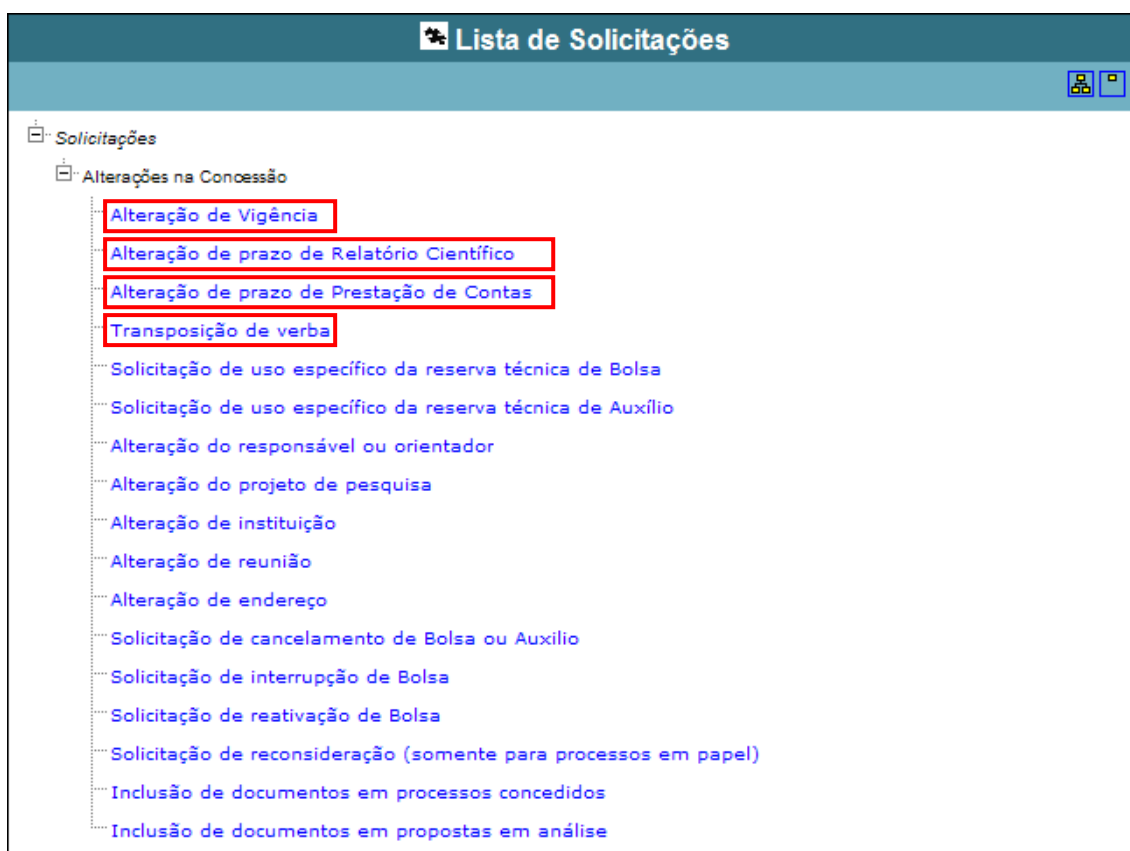 Lista de Solicitações
Solicitações
Alterações na Concessão
Alteração de Vigência
Alteração de prazo de Relatório Científico
Alteração de prazo de Prestação de Contas
Transposição de verba
Solicitação de uso específico da reserva técnica de Bolsa
Solicitação de uso específico da reserva técnica de Auxílio
Alteração do responsável ou orientador
Alteração do projeto de pesquisa
Alteração de instituição
Alteração de reunião
Alteração de endereço
Solicitação de cancelamento de Bolsa ou Auxilio
Solicitação de interrupção de Bolsa
Solicitação de reativação de Bolsa
Solicitação de reconsideração (somente para processos em papel)
Inclusão de documentos em processos concedidos
Inclusão de documentos em propostas em análise